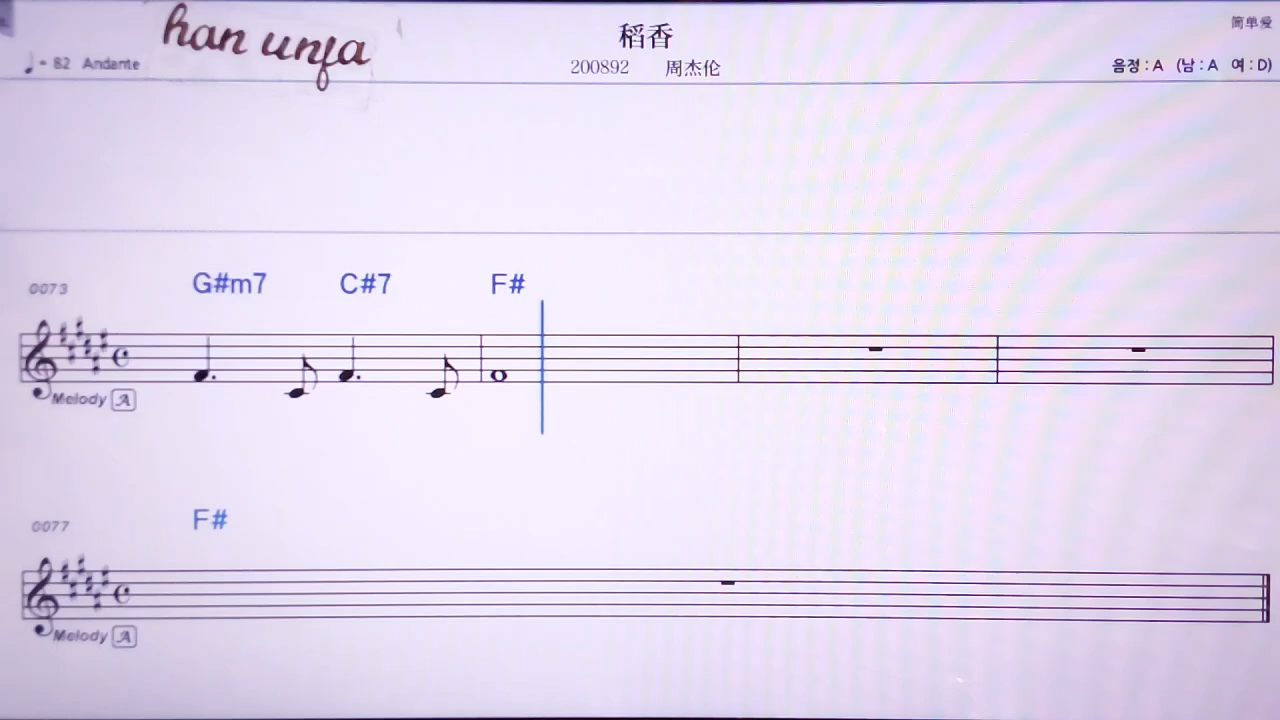 han unfa
稻香
简单爱
♩= 82 Andante
200892 周杰伦
음정 : A (남 : A 여 : D)
0073
G#m7 C#7 F#
Melody A
0077
F#
Melody A